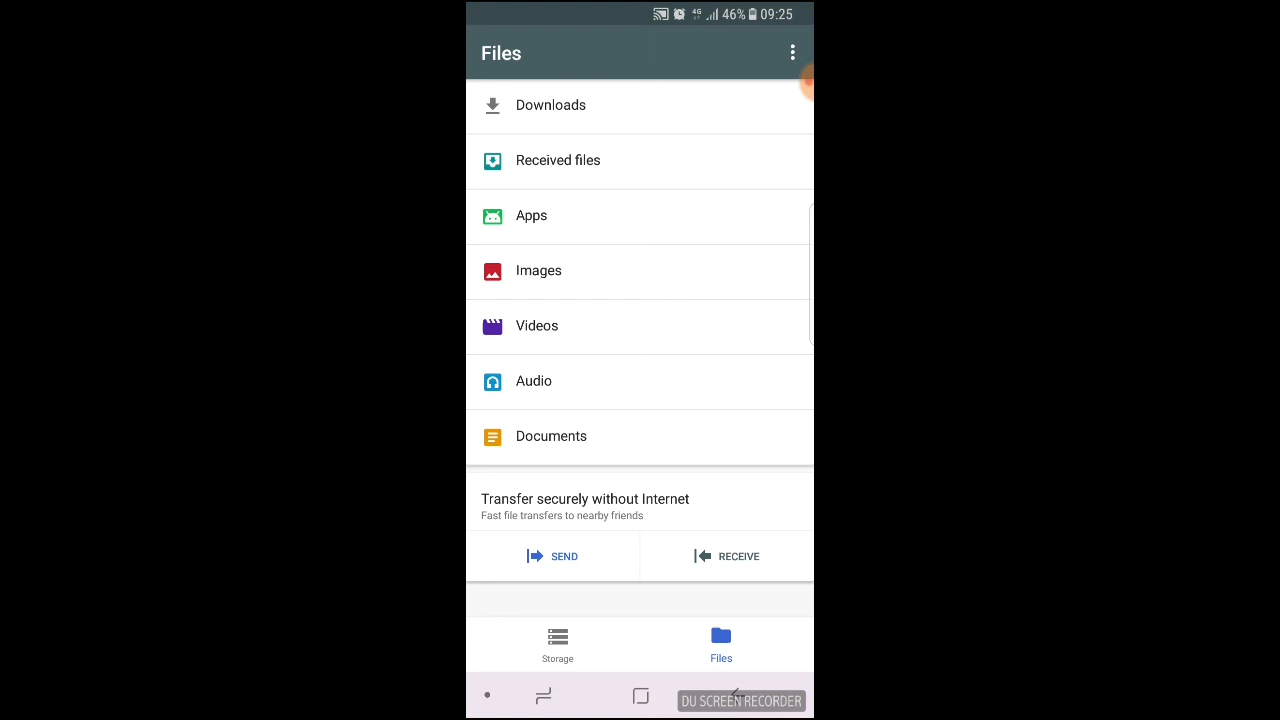 4G 46% 09:25
Files
Downloads
Received files
Apps
Images
Videos
Audio
Documents
Transfer securely without Internet
Fast file transfers to nearby friends
SEND
RECEIVE
Storage
Files
DU SCREEN RECORDER